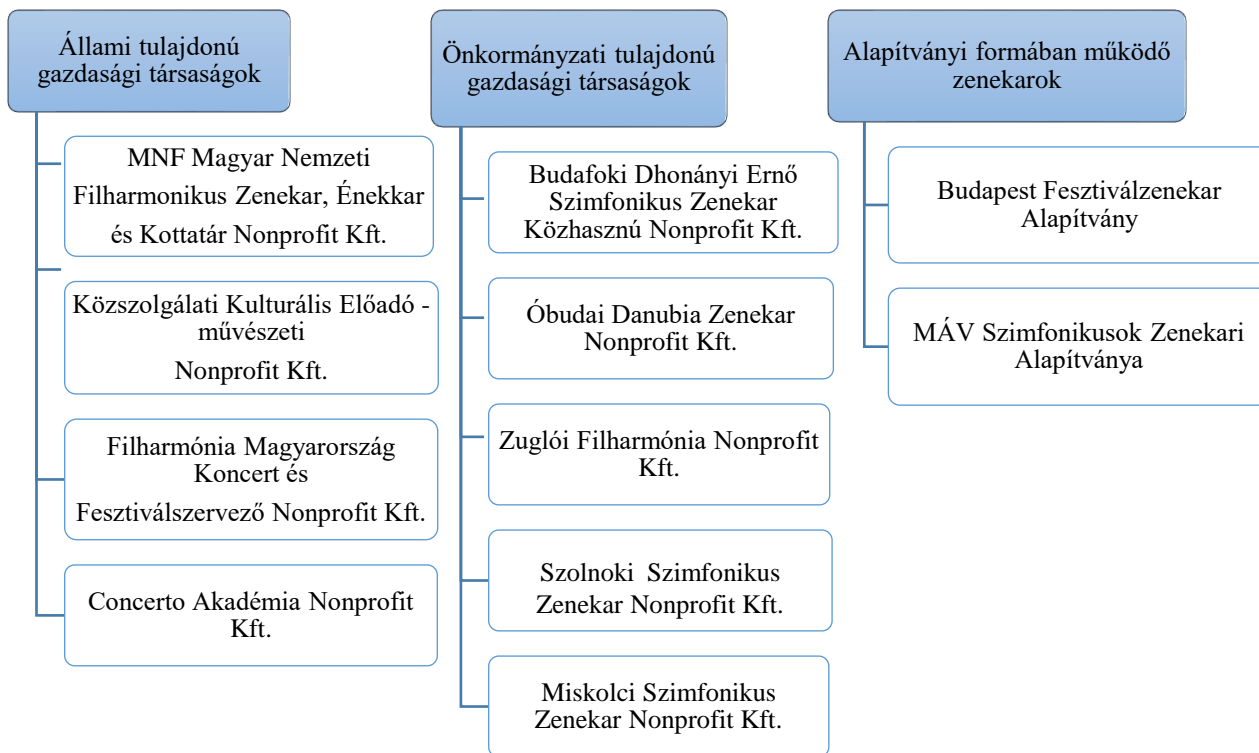 Állami tulajdonú
gazdasági társaságok
MNF Magyar Nemzeti
Filharmonikus Zenekar, Énekkar
és Kottatár Nonprofit Kft.
Közszolgálati Kulturális Előadó -
művészeti
Nonprofit Kft.
Filharmónia Magyarország
Koncert és
Fesztiválszervező Nonprofit Kft.
Concerto Akadémia Nonprofit
Kft.
Önkormányzati tulajdonú
gazdasági társaságok
Budafoki Dhonányi Ernő
Szimfonikus Zenekar
Közhasznú Nonprofit Kft.
Óbudai Danubia Zenekar
Nonprofit Kft.
Zuglói Filharmónia Nonprofit
Kft.
Szolnoki Szimfonikus
Zenekar Nonprofit Kft.
Miskolci Szimfonikus
Zenekar Nonprofit Kft.
Alapítványi formában működő
zenekarok
Budapest Fesztiválzenekar
Alapítvány
MÁV Szimfonikusok Zenekari
Alapítványa